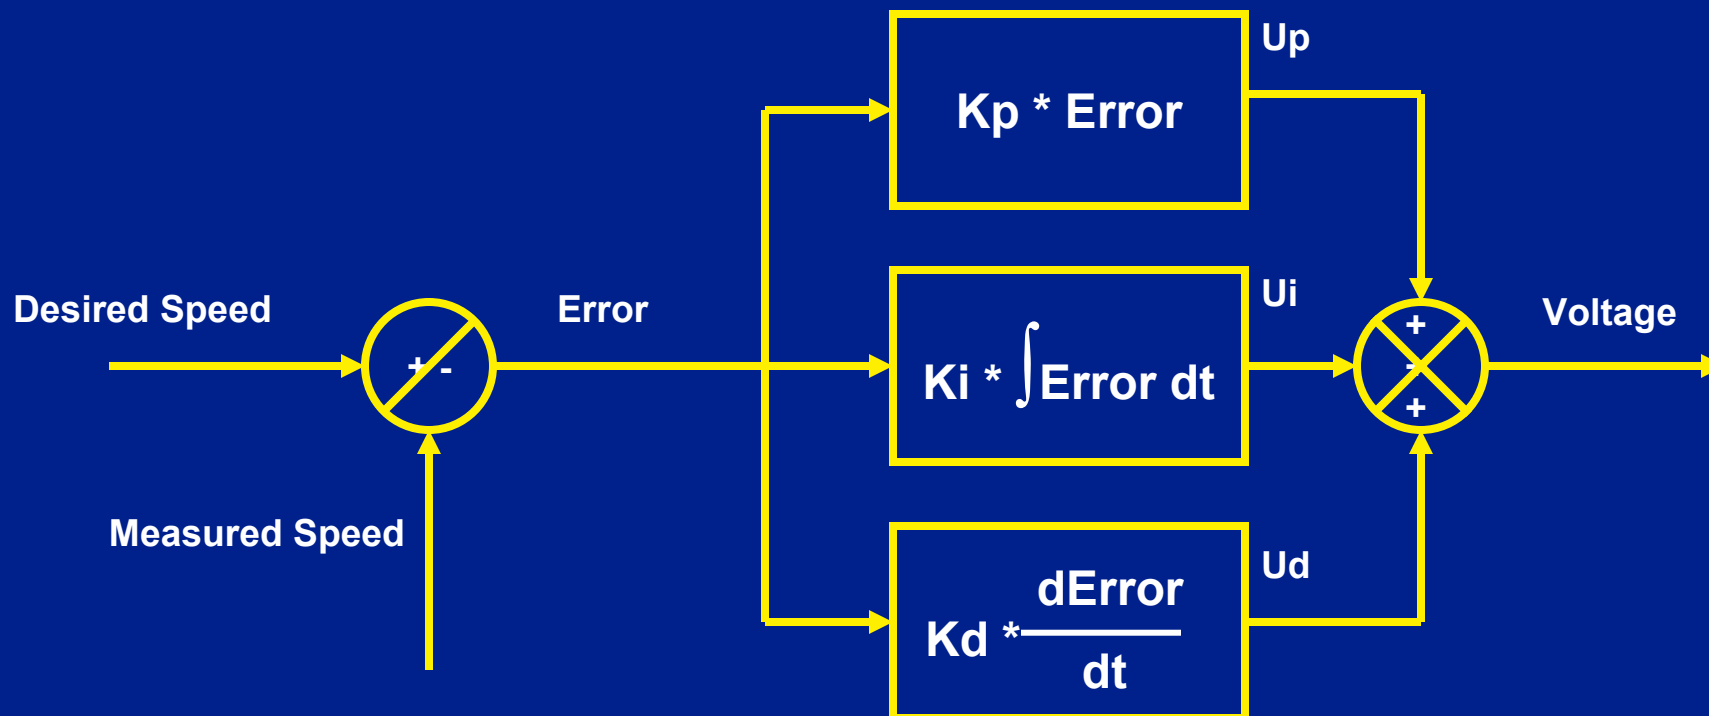 Up
Kp * Error
Desired Speed
Error
Ui
Voltage
+ -
Ki * ∫Error dt
+
+
+
Measured Speed
Ud
dError
Kd *
dt